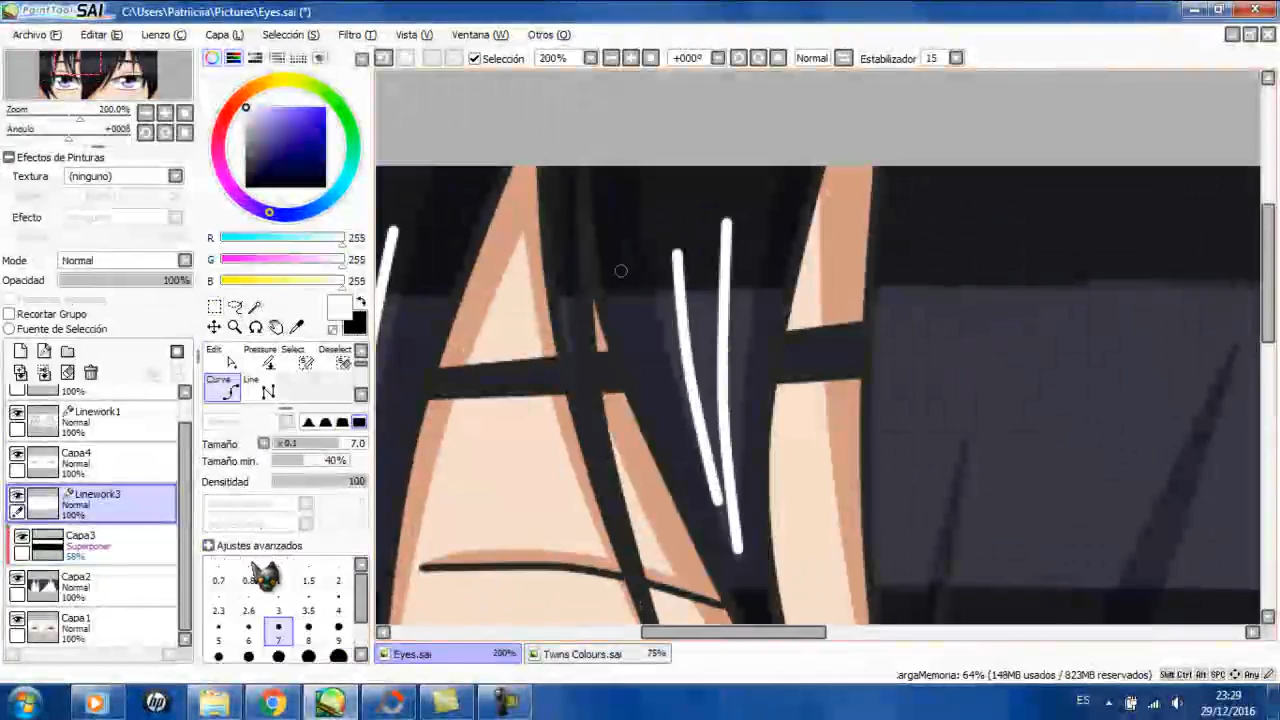 PaintTool SAI C:\Users\Patriiciia\Pictures\Eyes.sai (*)
Archivo (F) Editar (E) Lienzo (C) Capa (L) Selección (S) Filtro (T) Vista (V) Ventana (W) Otros (O)
Selección 200% +000º Normal Estabilizador 15
Zoom 200.0%
Ángulo +000º
Efectos de Pinturas
Textura (ninguno)
Efecto
Mode Normal
Opacidad 100%
Recortar Grupo
Fuente de Selección
100%
Linework1
Normal
100%
Capa4
Normal
100%
Linework3
Normal
100%
Capa3
Superponer
58%
Capa2
Normal
100%
Capa1
Normal
100%
R 255
G 255
B 255
Edit Pressure Select Deselect
Curve Line
Tamaño x 0.1 7.0
Tamaño min. 40%
Densitidad 100
Ajustes avanzados
0.7 0.8 1.5 2
2.3 2.6 3 3.5 4
5 6 7 8 9
Eyes.sai 200% Twins Colours.sai 75%
argaMemoria: 64% (148MB usados / 823MB reservados) Shift Ctrl Alt SPC Any
hp ES 23:29
29/12/2016